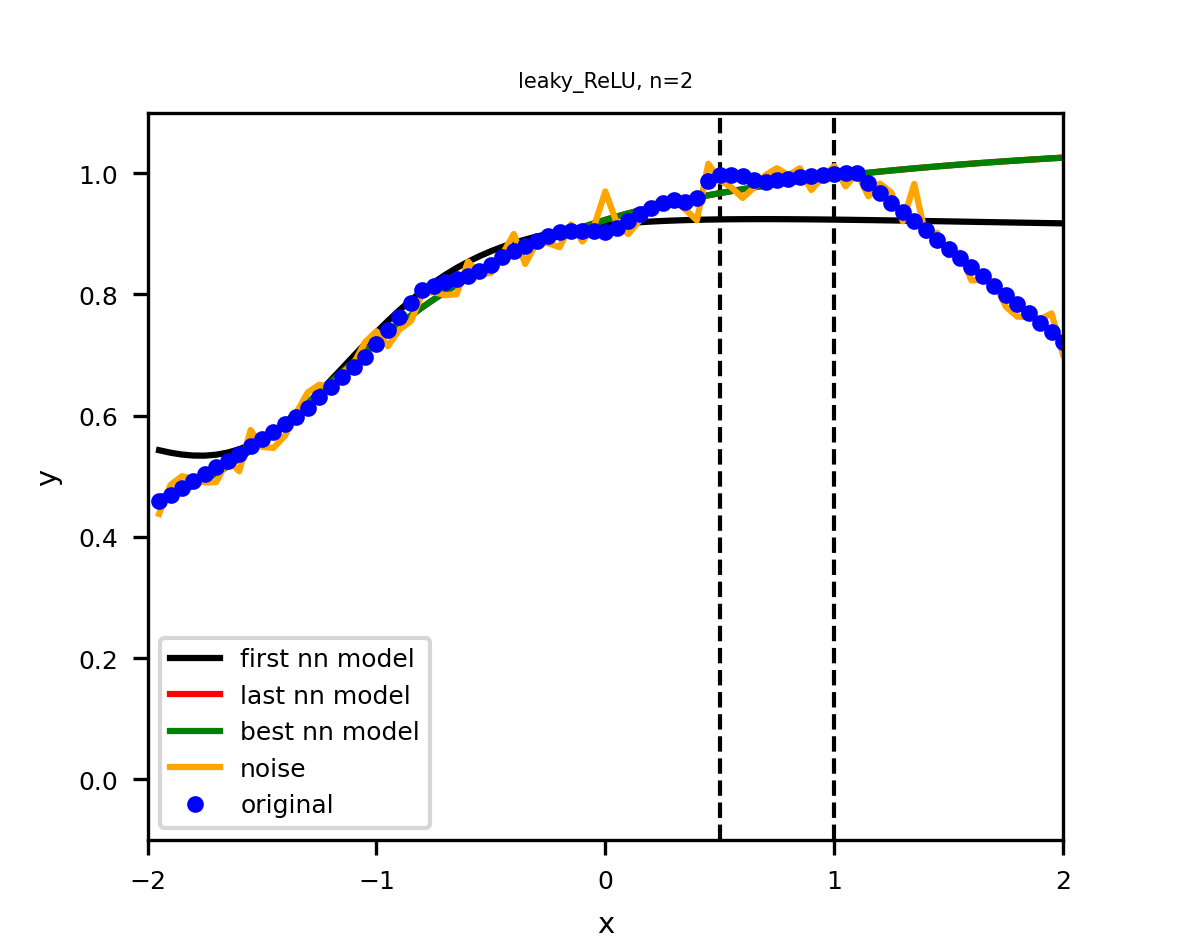 leaky_ReLU, n=2
1.0
0.8
0.6
0.4
0.2
0.0
y
first nn model
last nn model
best nn model
noise
original
−2 −1 0 1 2
x